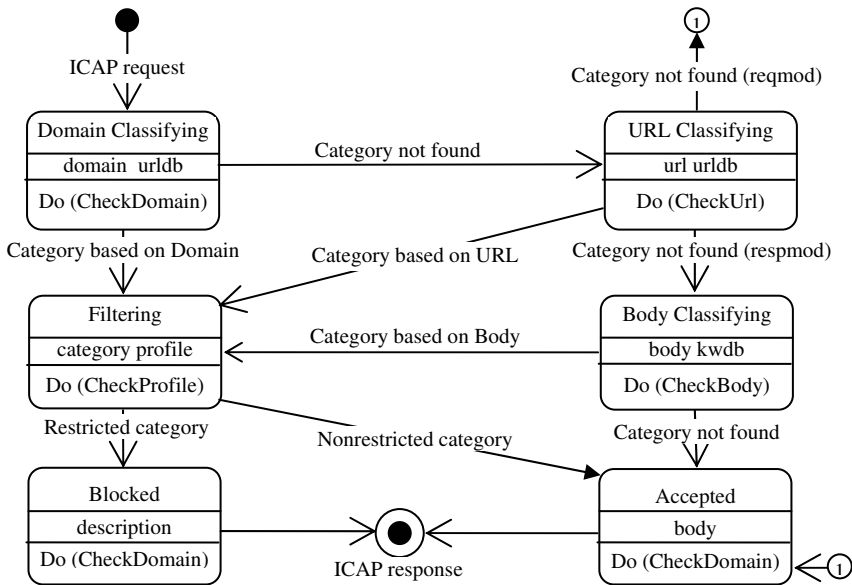 1
ICAP request
Category not found (reqmod)
Domain Classifying
URL Classifying
domain urldb
Category not found
url urldb
Do (CheckDomain)
Do (CheckUrl)
Category based on Domain
Category based on URL
Category not found (respmod)
Filtering
Body Classifying
category profile
Category based on Body
body kwdb
Do (CheckProfile)
Do (CheckBody)
Restricted category
Nonrestricted category
Category not found
Blocked
Accepted
description
body
Do (CheckDomain)
ICAP response
Do (CheckDomain)
1